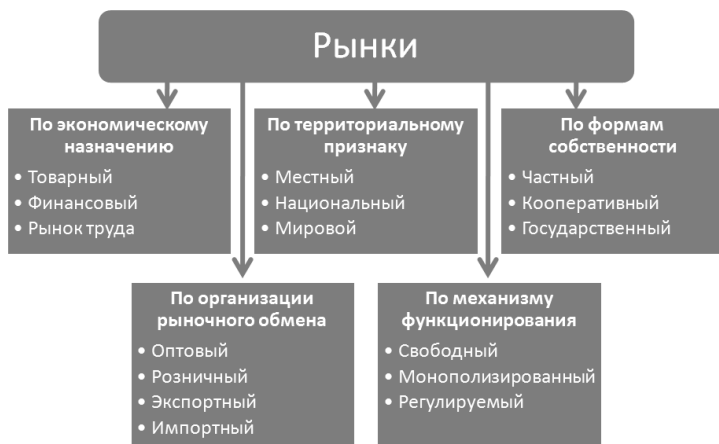 Рынки
По экономическому
назначению
• Товарный
• Финансовый
• Рынок труда
По территориальному
признаку
• Местный
• Национальный
• Мировой
По формам
собственности
• Частный
• Кооперативный
• Государственный
По организации
рыночного обмена
• Оптовый
• Розничный
• Экспортный
• Импортный
По механизму
функционирования
• Свободный
• Монополизированный
• Регулируемый